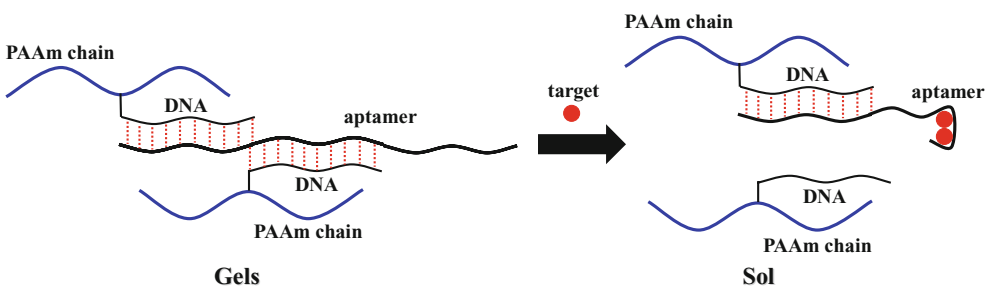 PAAm chain
DNA
aptamer
DNA
PAAm chain
Gels
target
PAAm chain
DNA
aptamer
DNA
PAAm chain
Sol